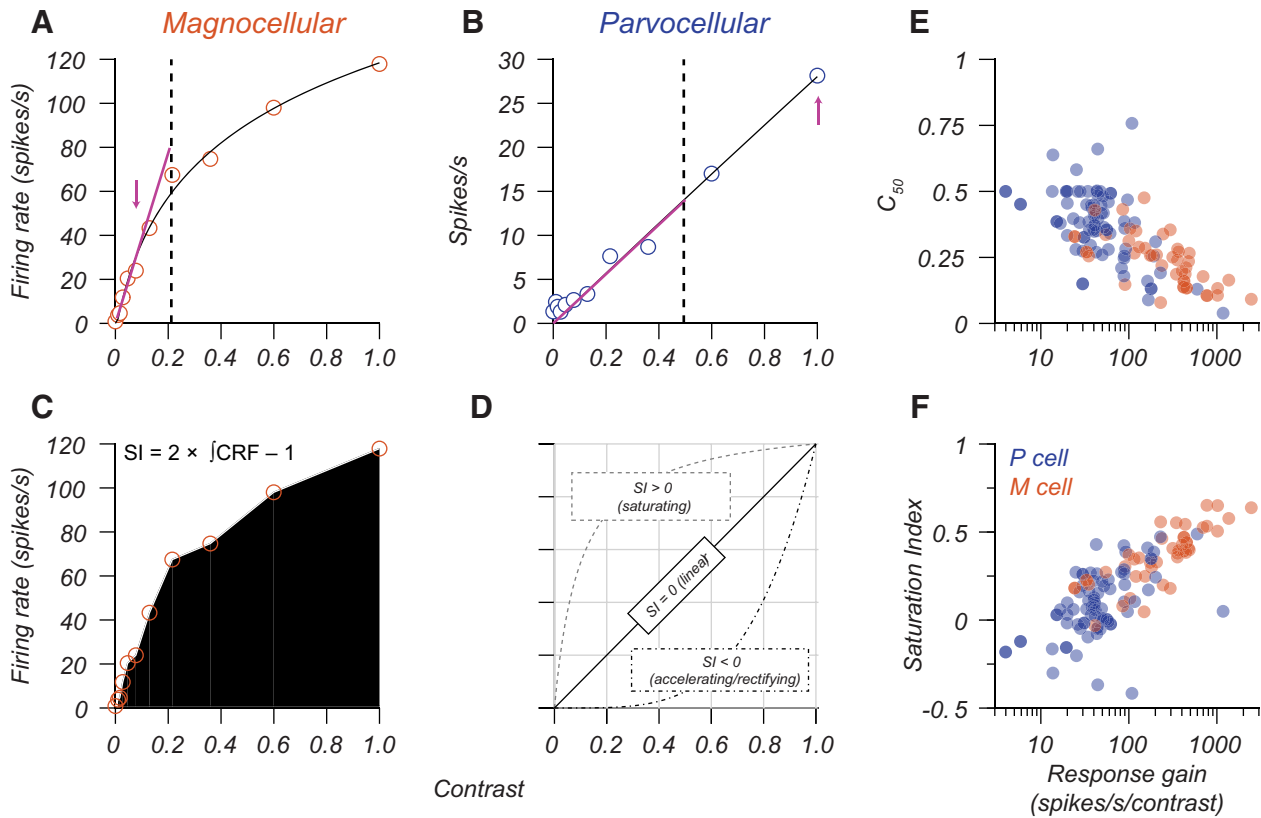 A Magnocellular
120
100
80
60
40
20
0
Firing rate (spikes/s)
0 0.2 0.4 0.6 0.8 1.0
B Parvocellular
30
25
20
15
10
5
0
Spikes/s
0 0.2 0.4 0.6 0.8 1.0
E
1
0.75
0.5
0.25
0
C50
10 100 1000
C
SI = 2 × ∫CRF – 1
120
100
80
60
40
20
0
Firing rate (spikes/s)
0 0.2 0.4 0.6 0.8 1.0
D
SI > 0
(saturating)
SI = 0 (linear)
SI < 0
(accelerating/rectifying)
0 0.2 0.4 0.6 0.8 1.0
Contrast
F
P cell
M cell
1
0.5
0
-0.5
Saturation Index
10 100 1000
Response gain
(spikes/s/contrast)